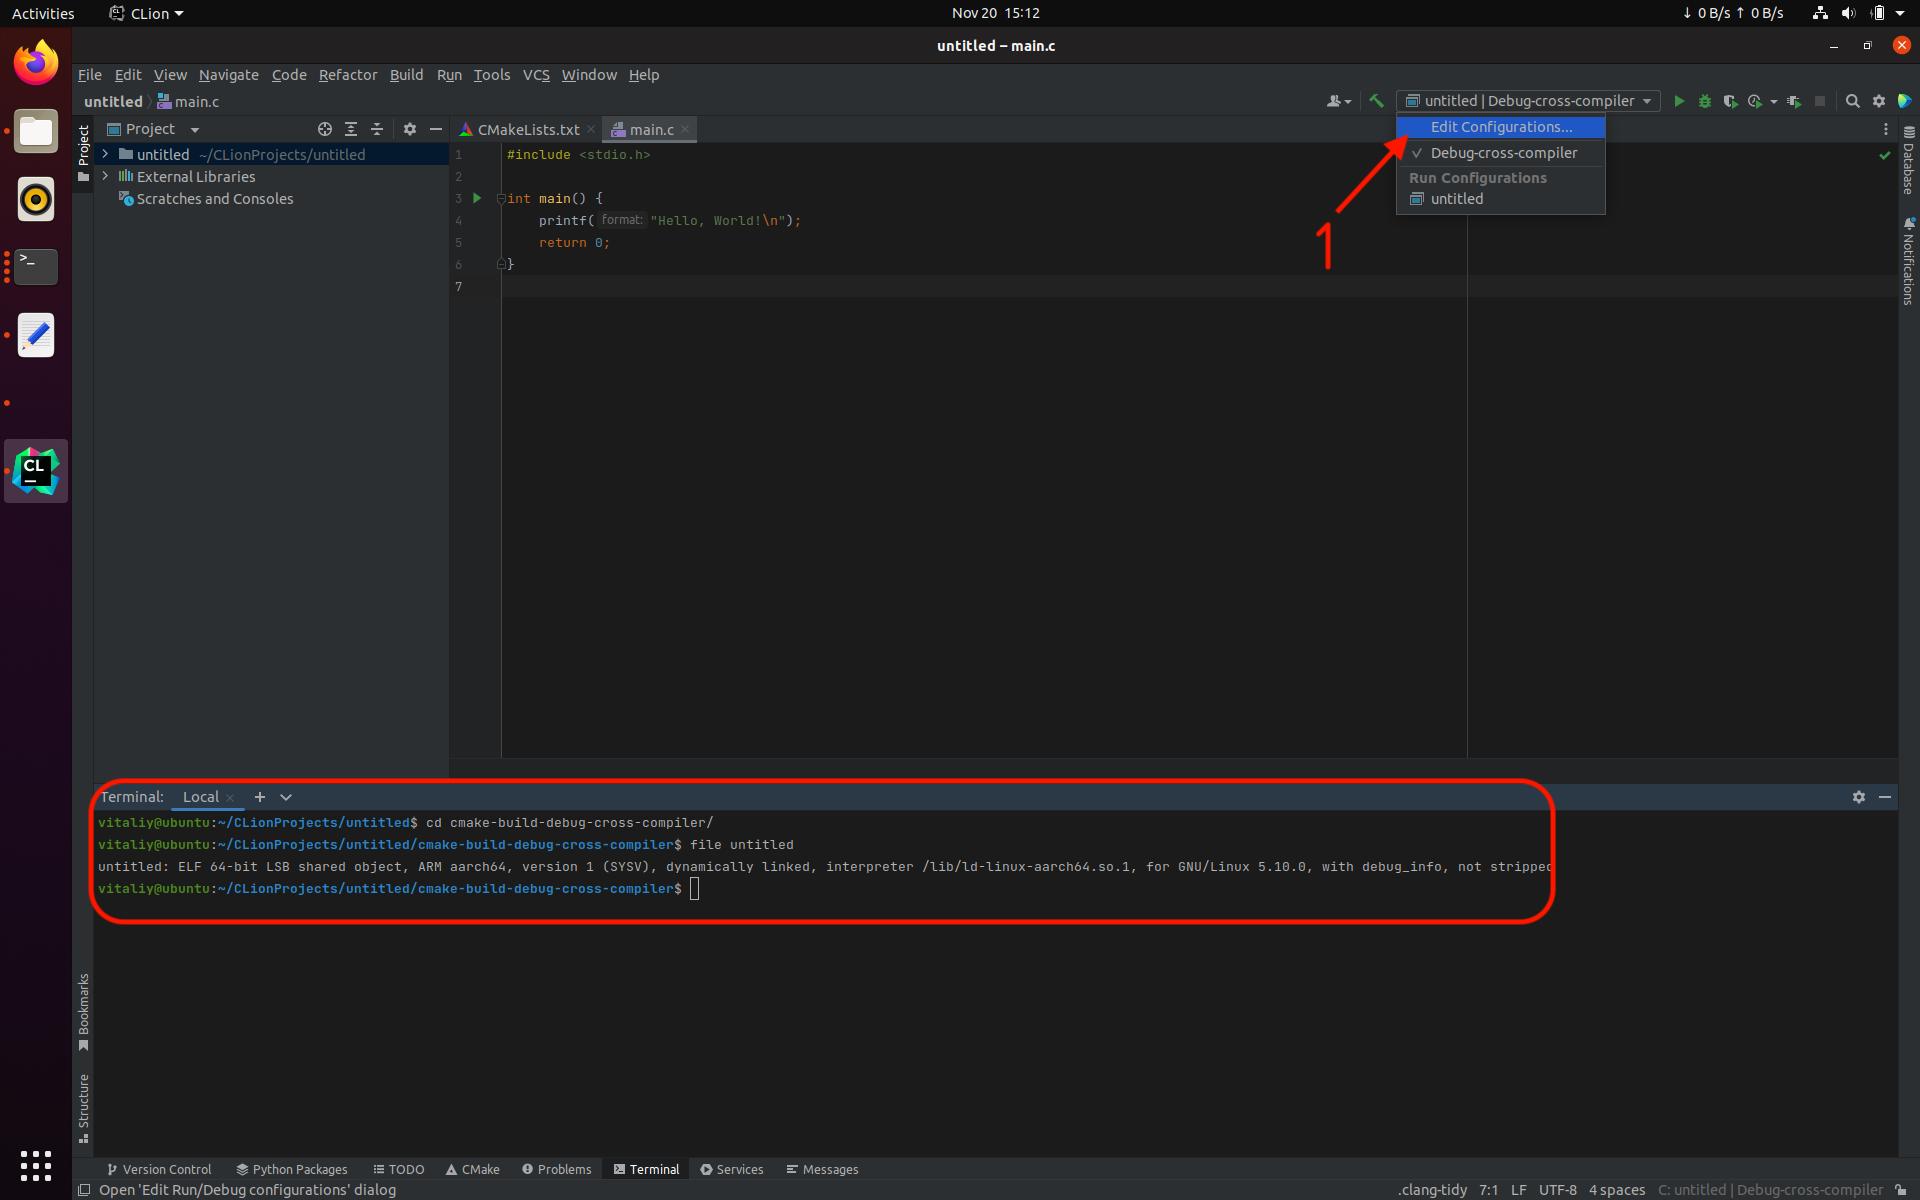 Activities
CLion
Nov 20 15:12
↓ 0 B/s ↑ 0 B/s
untitled – main.c
File Edit View Navigate Code Refactor Build Run Tools VCS Window Help
untitled main.c
untitled | Debug-cross-compiler
Edit Configurations...
✓ Debug-cross-compiler
Run Configurations
untitled
1
Project
Project
untitled ~/CLionProjects/untitled
External Libraries
Scratches and Consoles
CMakeLists.txt
main.c
1 #include <stdio.h>
2
3 int main() {
4 printf( format: "Hello, World!\n");
5 return 0;
6 }
7
Database
Notifications
>_
CL
Terminal: Local
vitaliy@ubuntu:~/CLionProjects/untitled$ cd cmake-build-debug-cross-compiler/
vitaliy@ubuntu:~/CLionProjects/untitled/cmake-build-debug-cross-compiler$ file untitled
untitled: ELF 64-bit LSB shared object, ARM aarch64, version 1 (SYSV), dynamically linked, interpreter /lib/ld-linux-aarch64.so.1, for GNU/Linux 5.10.0, with debug_info, not stripped
vitaliy@ubuntu:~/CLionProjects/untitled/cmake-build-debug-cross-compiler$
Bookmarks
Structure
Version Control Python Packages TODO CMake Problems Terminal Services Messages
Open 'Edit Run/Debug configurations' dialog
.clang-tidy 7:1 LF UTF-8 4 spaces C: untitled | Debug-cross-compiler